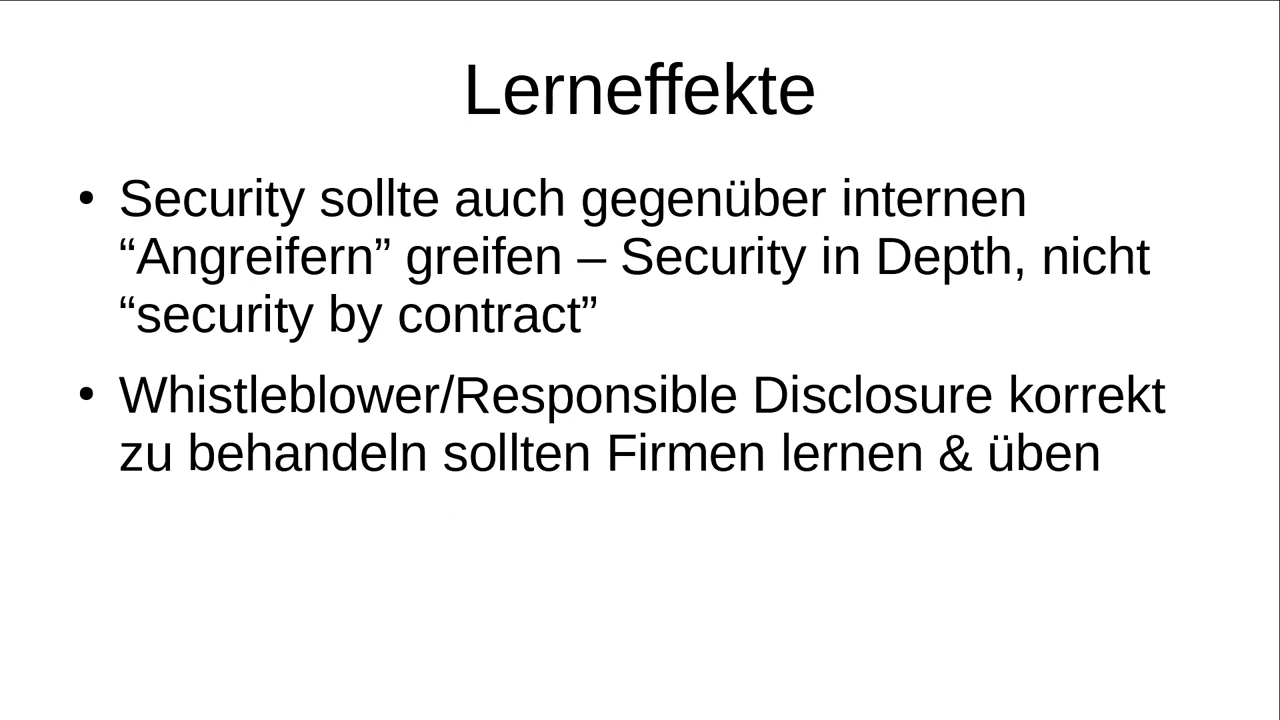 Lerneffekte
• Security sollte auch gegenüber internen
“Angreifern” greifen – Security in Depth, nicht
“security by contract”
• Whistleblower/Responsible Disclosure korrekt
zu behandeln sollten Firmen lernen & üben